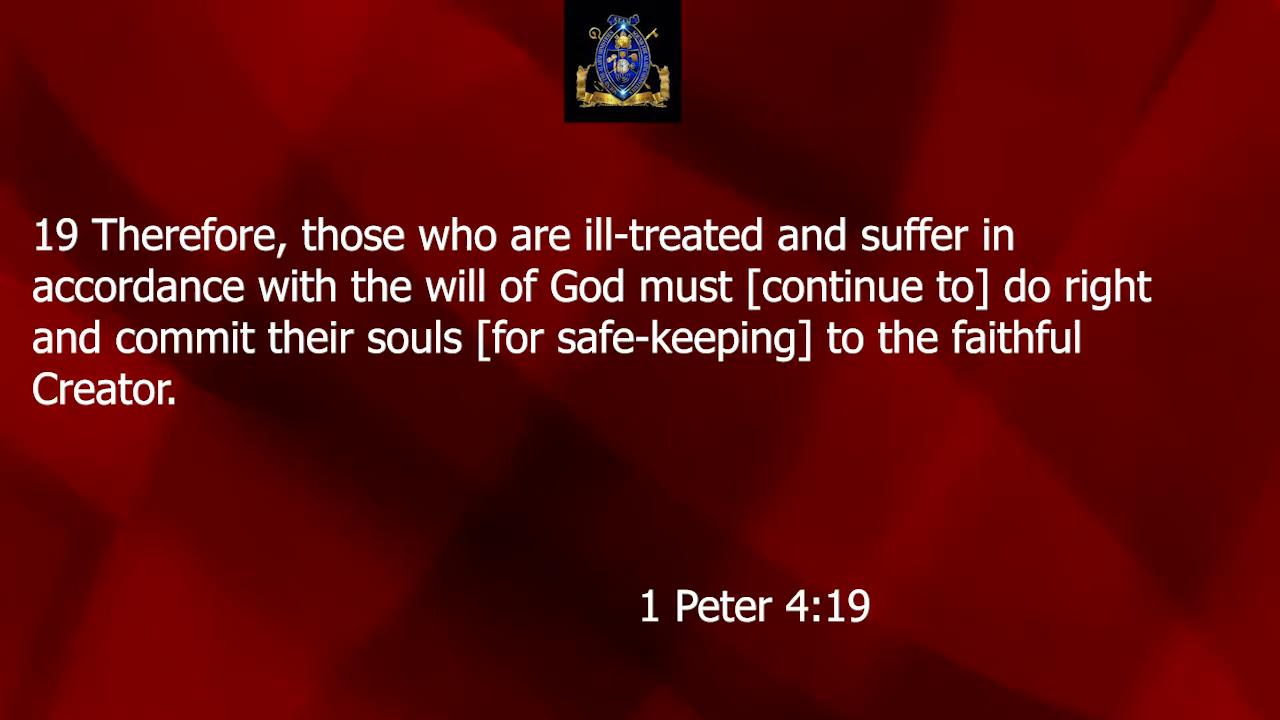 19 Therefore, those who are ill-treated and suffer in
accordance with the will of God must [continue to] do right
and commit their souls [for safe-keeping] to the faithful
Creator.
1 Peter 4:19